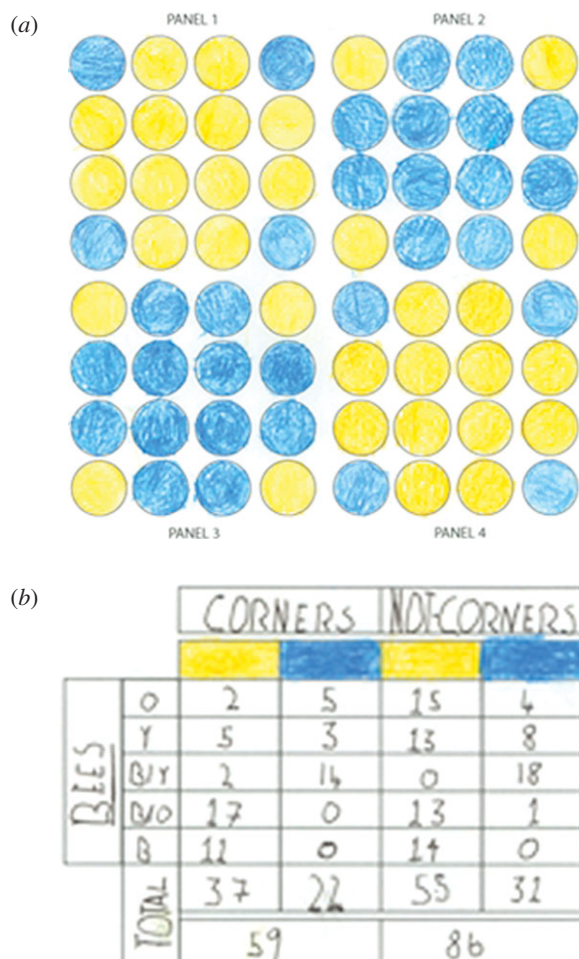 (a)
PANEL 1 PANEL 2
PANEL 3 PANEL 4
(b)
CORNERS NOT-CORNERS
BEES
O 2 5 15 4
Y 5 3 13 8
B/Y 2 14 0 18
B/O 17 0 13 1
B 11 0 14 0
TOTAL 37 22 55 31
59 86